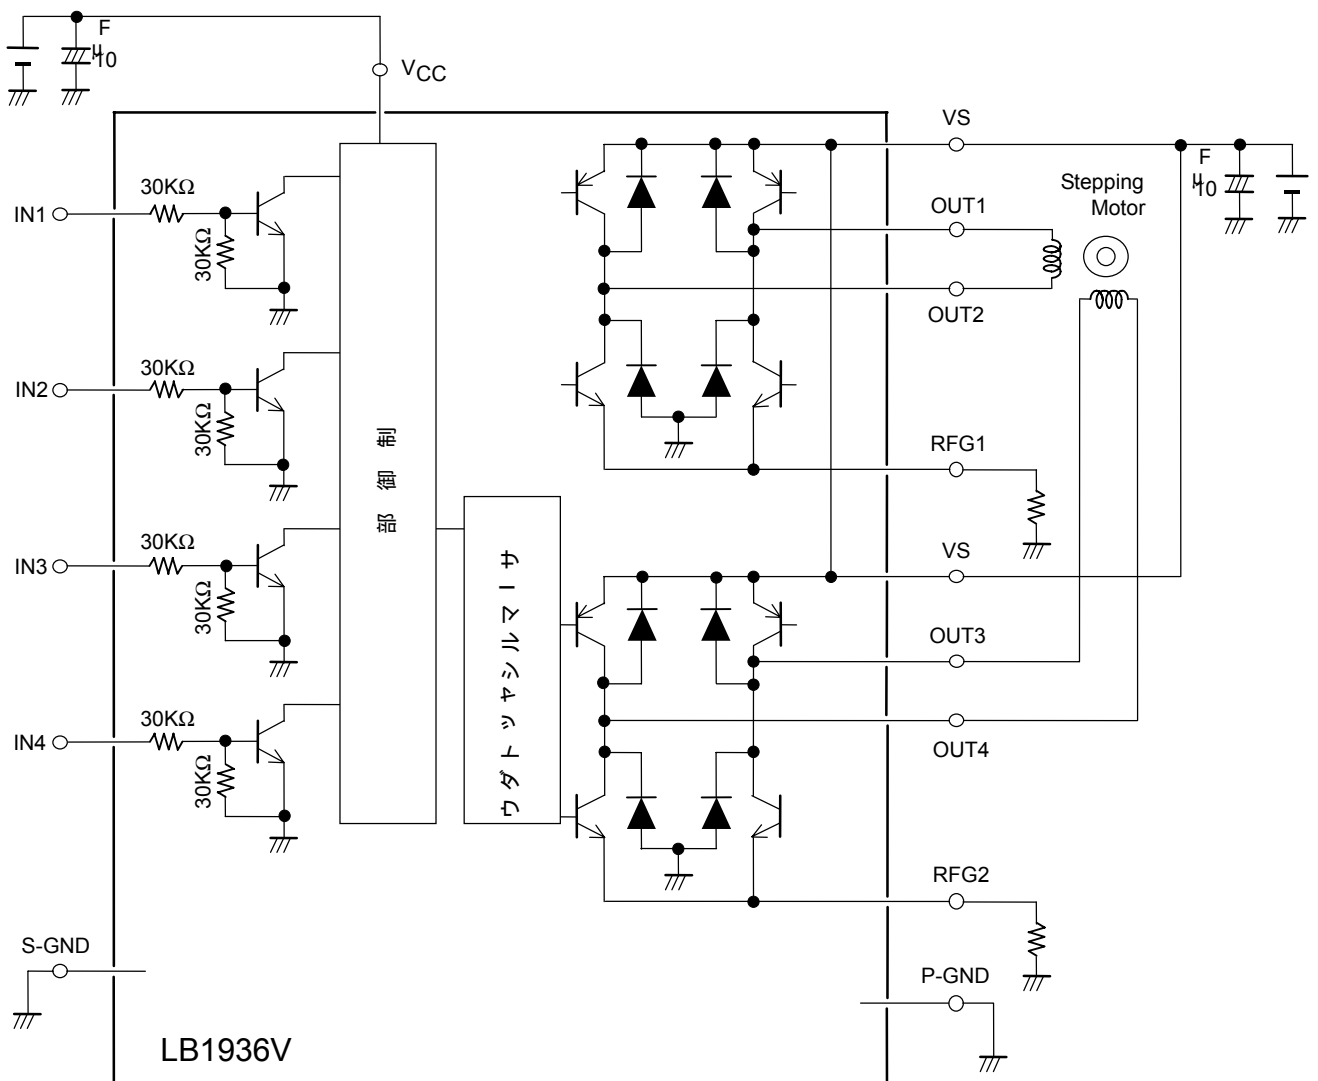 F
μ
10
VCC
VS
F
μ
10
Stepping
Motor
30KΩ
IN1
30KΩ
OUT1
OUT2
30KΩ
IN2
30KΩ
制御部
RFG1
30KΩ
IN3
30KΩ
サーマルシャットダウ
VS
OUT3
30KΩ
IN4
30KΩ
OUT4
RFG2
S-GND
P-GND
LB1936V